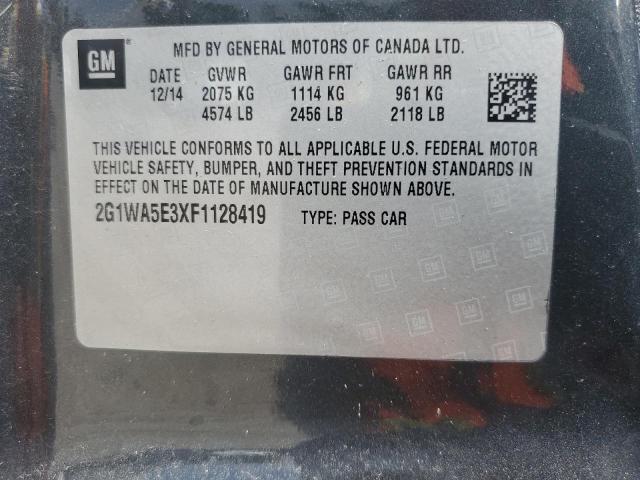 GM
MFD BY GENERAL MOTORS OF CANADA LTD.
DATE GVWR GAWR FRT GAWR RR
12/14 2075 KG 1114 KG 961 KG
4574 LB 2456 LB 2118 LB
THIS VEHICLE CONFORMS TO ALL APPLICABLE U.S. FEDERAL MOTOR
VEHICLE SAFETY, BUMPER, AND THEFT PREVENTION STANDARDS IN
EFFECT ON THE DATE OF MANUFACTURE SHOWN ABOVE.
2G1WA5E3XF1128419 TYPE: PASS CAR